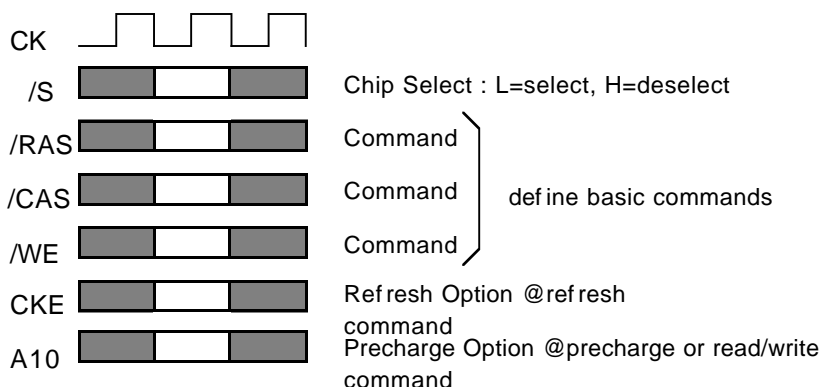 CK
/S Chip Select : L=select, H=deselect
/RAS Command
/CAS Command define basic commands
/WE Command
CKE Refresh Option @refresh
command
A10 Precharge Option @precharge or read/write
command